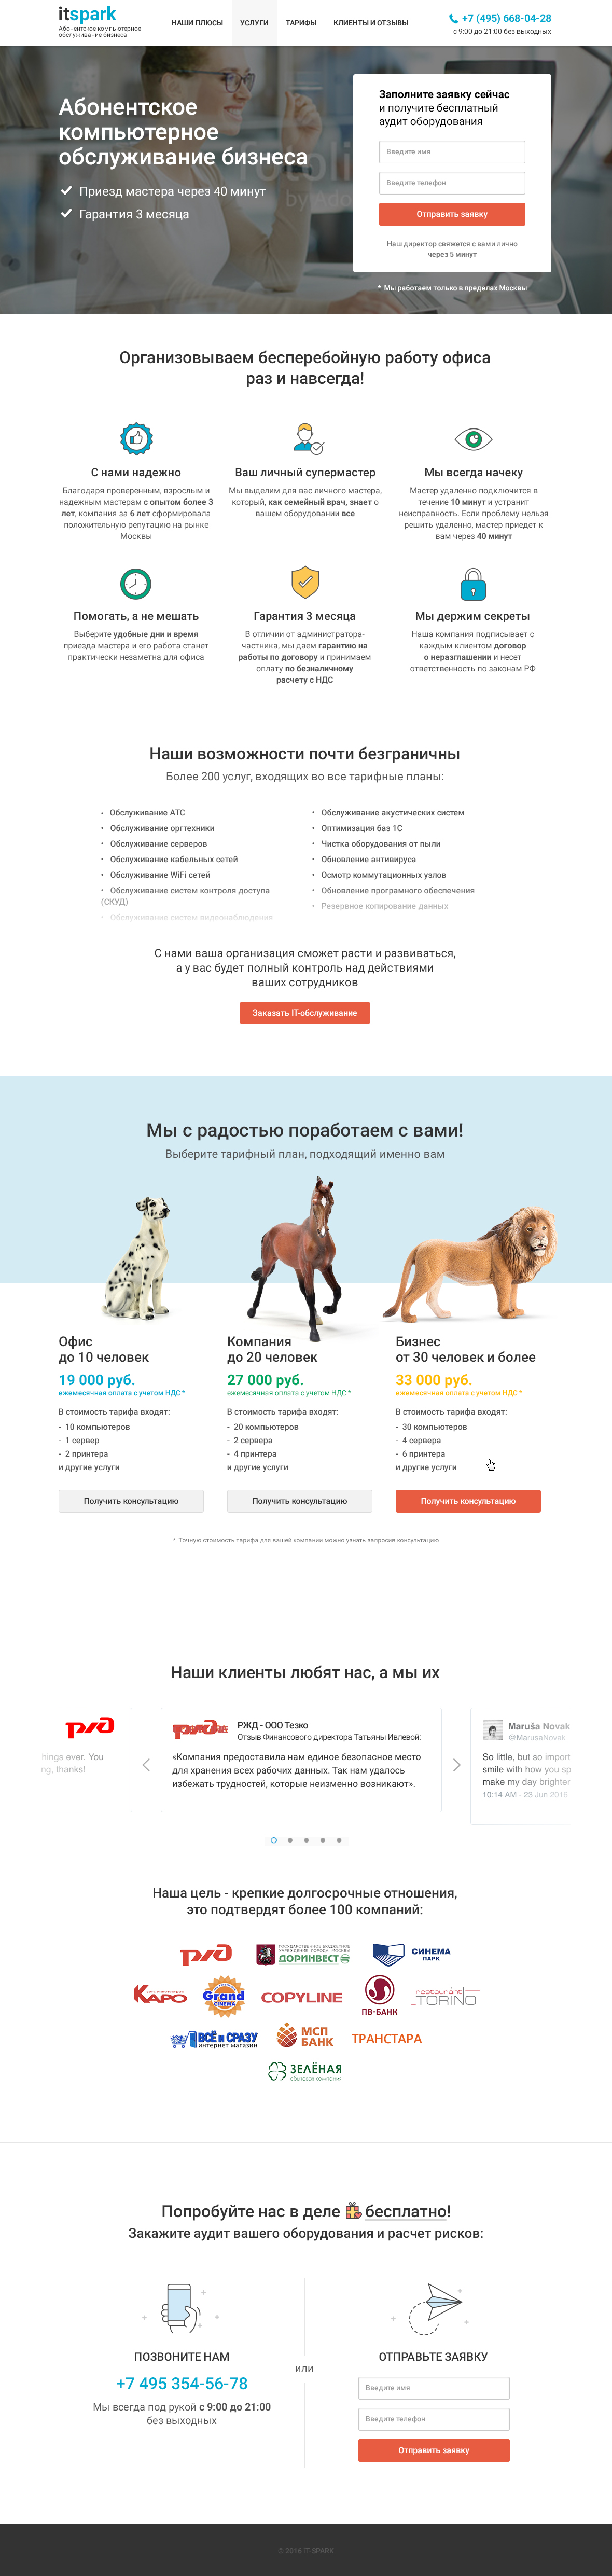 itspark
Абонентское компьютерное
обслуживание бизнеса
НАШИ ПЛЮСЫ
УСЛУГИ
ТАРИФЫ
КЛИЕНТЫ И ОТЗЫВЫ
+7 (495) 668-04-28
с 9:00 до 21:00 без выходных
Абонентское
компьютерное
обслуживание бизнеса
Приезд мастера через 40 минут
Гарантия 3 месяца
Заполните заявку сейчас
и получите бесплатный
аудит оборудования
Введите имя
Введите телефон
Отправить заявку
Наш директор свяжется с вами лично
через 5 минут
* Мы работаем только в пределах Москвы
Организовываем бесперебойную работу офиса
раз и навсегда!
С нами надежно
Благодаря проверенным, взрослым и
надежным мастерам с опытом более 3
лет, компания за 6 лет сформировала
положительную репутацию на рынке
Москвы
Ваш личный супермастер
Мы выделим для вас личного мастера,
который, как семейный врач, знает о
вашем оборудовании все
Мы всегда начеку
Мастер удаленно подключится в
течение 10 минут и устранит
неисправность. Если проблему нельзя
решить удаленно, мастер приедет к
вам через 40 минут
Помогать, а не мешать
Выберите удобные дни и время
приезда мастера и его работа станет
практически незаметна для офиса
Гарантия 3 месяца
В отличии от администратора-
частника, мы даем гарантию на
работы по договору и принимаем
оплату по безналичному
расчету с НДС
Мы держим секреты
Наша компания подписывает с
каждым клиентом договор
о неразглашении и несет
ответственность по законам РФ
Наши возможности почти безграничны
Более 200 услуг, входящих во все тарифные планы:
• Обслуживание АТС
• Обслуживание оргтехники
• Обслуживание серверов
• Обслуживание кабельных сетей
• Обслуживание WiFi сетей
• Обслуживание систем контроля доступа
(СКУД)
• Обслуживание систем видеонаблюдения
• Обслуживание акустических систем
• Оптимизация баз 1С
• Чистка оборудования от пыли
• Обновление антивируса
• Осмотр коммутационных узлов
• Обновление програмного обеспечения
• Резервное копирование данных
С нами ваша организация сможет расти и развиваться,
а у вас будет полный контроль над действиями
ваших сотрудников
Заказать IT-обслуживание
Мы с радостью поработаем с вами!
Выберите тарифный план, подходящий именно вам
Офис
до 10 человек
19 000 руб.
ежемесячная оплата с учетом НДС *
В стоимость тарифа входят:
- 10 компьютеров
- 1 сервер
- 2 принтера
и другие услуги
Получить консультацию
Компания
до 20 человек
27 000 руб.
ежемесячная оплата с учетом НДС *
В стоимость тарифа входят:
- 20 компьютеров
- 2 сервера
- 4 принтера
и другие услуги
Получить консультацию
Бизнес
от 30 человек и более
33 000 руб.
ежемесячная оплата с учетом НДС *
В стоимость тарифа входят:
- 30 компьютеров
- 4 сервера
- 6 принтера
и другие услуги
Получить консультацию
* Точную стоимость тарифа для вашей компании можно узнать запросив консультацию
Наши клиенты любят нас, а мы их
РЖД
hings ever. You
ng, thanks!
РЖД - ООО Тезко
Отзыв Финансового директора Татьяны Ивлевой:
«Компания предоставила нам единое безопасное место
для хранения всех рабочих данных. Так нам удалось
избежать трудностей, которые неизменно возникают».
Maruša Novak
@MarusaNovak
So little, but so import
smile with how you sp
make my day brighter
10:14 AM - 23 Jun 2016
Наша цель - крепкие долгосрочные отношения,
это подтвердят более 100 компаний:
РЖД
ГОСУДАРСТВЕННОЕ БЮДЖЕТНОЕ
УЧРЕЖДЕНИЕ ГОРОДА МОСКВЫ
ДОРИНВЕСТ
СИНЕМА
ПАРК
КАРО
Grand
CINEMA
COPYLINE
ПВ-БАНК
restaurant
TORINO
ВСЁ и СРАЗУ
интернет магазин
МСП
БАНК
ТРАНСТАРА
ЗЕЛЁНАЯ
сбытовая компания
Попробуйте нас в деле бесплатно!
Закажите аудит вашего оборудования и расчет рисков:
ПОЗВОНИТЕ НАМ
+7 495 354-56-78
Мы всегда под рукой с 9:00 до 21:00
без выходных
или
ОТПРАВЬТЕ ЗАЯВКУ
Введите имя
Введите телефон
Отправить заявку
© 2016 IT-SPARK